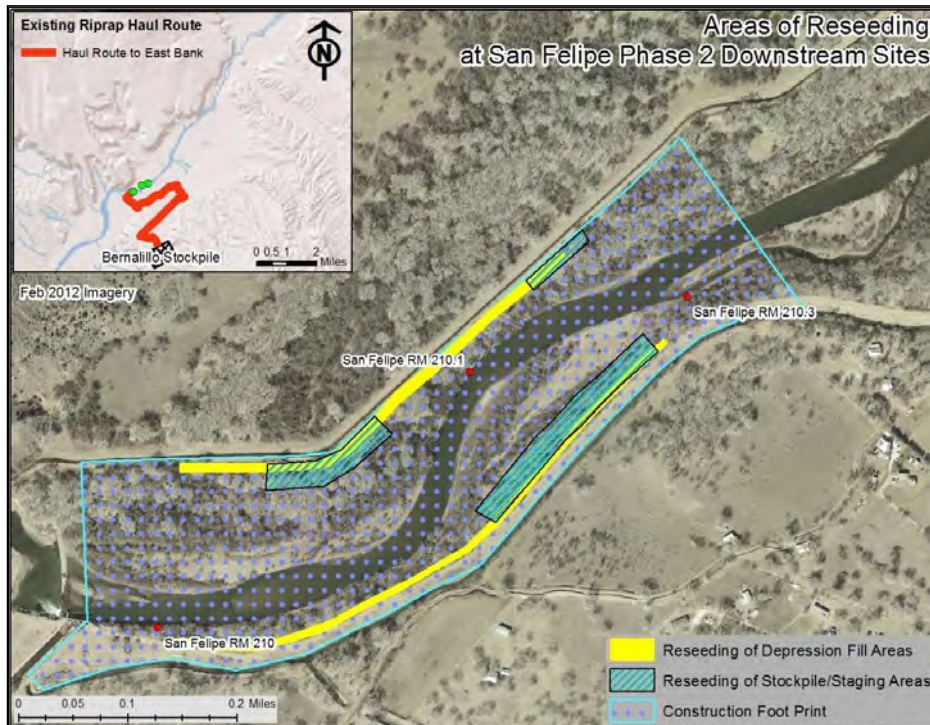 Existing Riprap Haul Route
Haul Route to East Bank
N
Bernalillo Stockpile
0 0.5 1 2
Miles
Areas of Reseeding
at San Felipe Phase 2 Downstream Sites
Feb 2012 Imagery
San Felipe RM 210.3
San Felipe RM 210.1
San Felipe RM 210
Reseeding of Depression Fill Areas
Reseeding of Stockpile/Staging Areas
Construction Foot Print
0 0.05 0.1 0.2 Miles